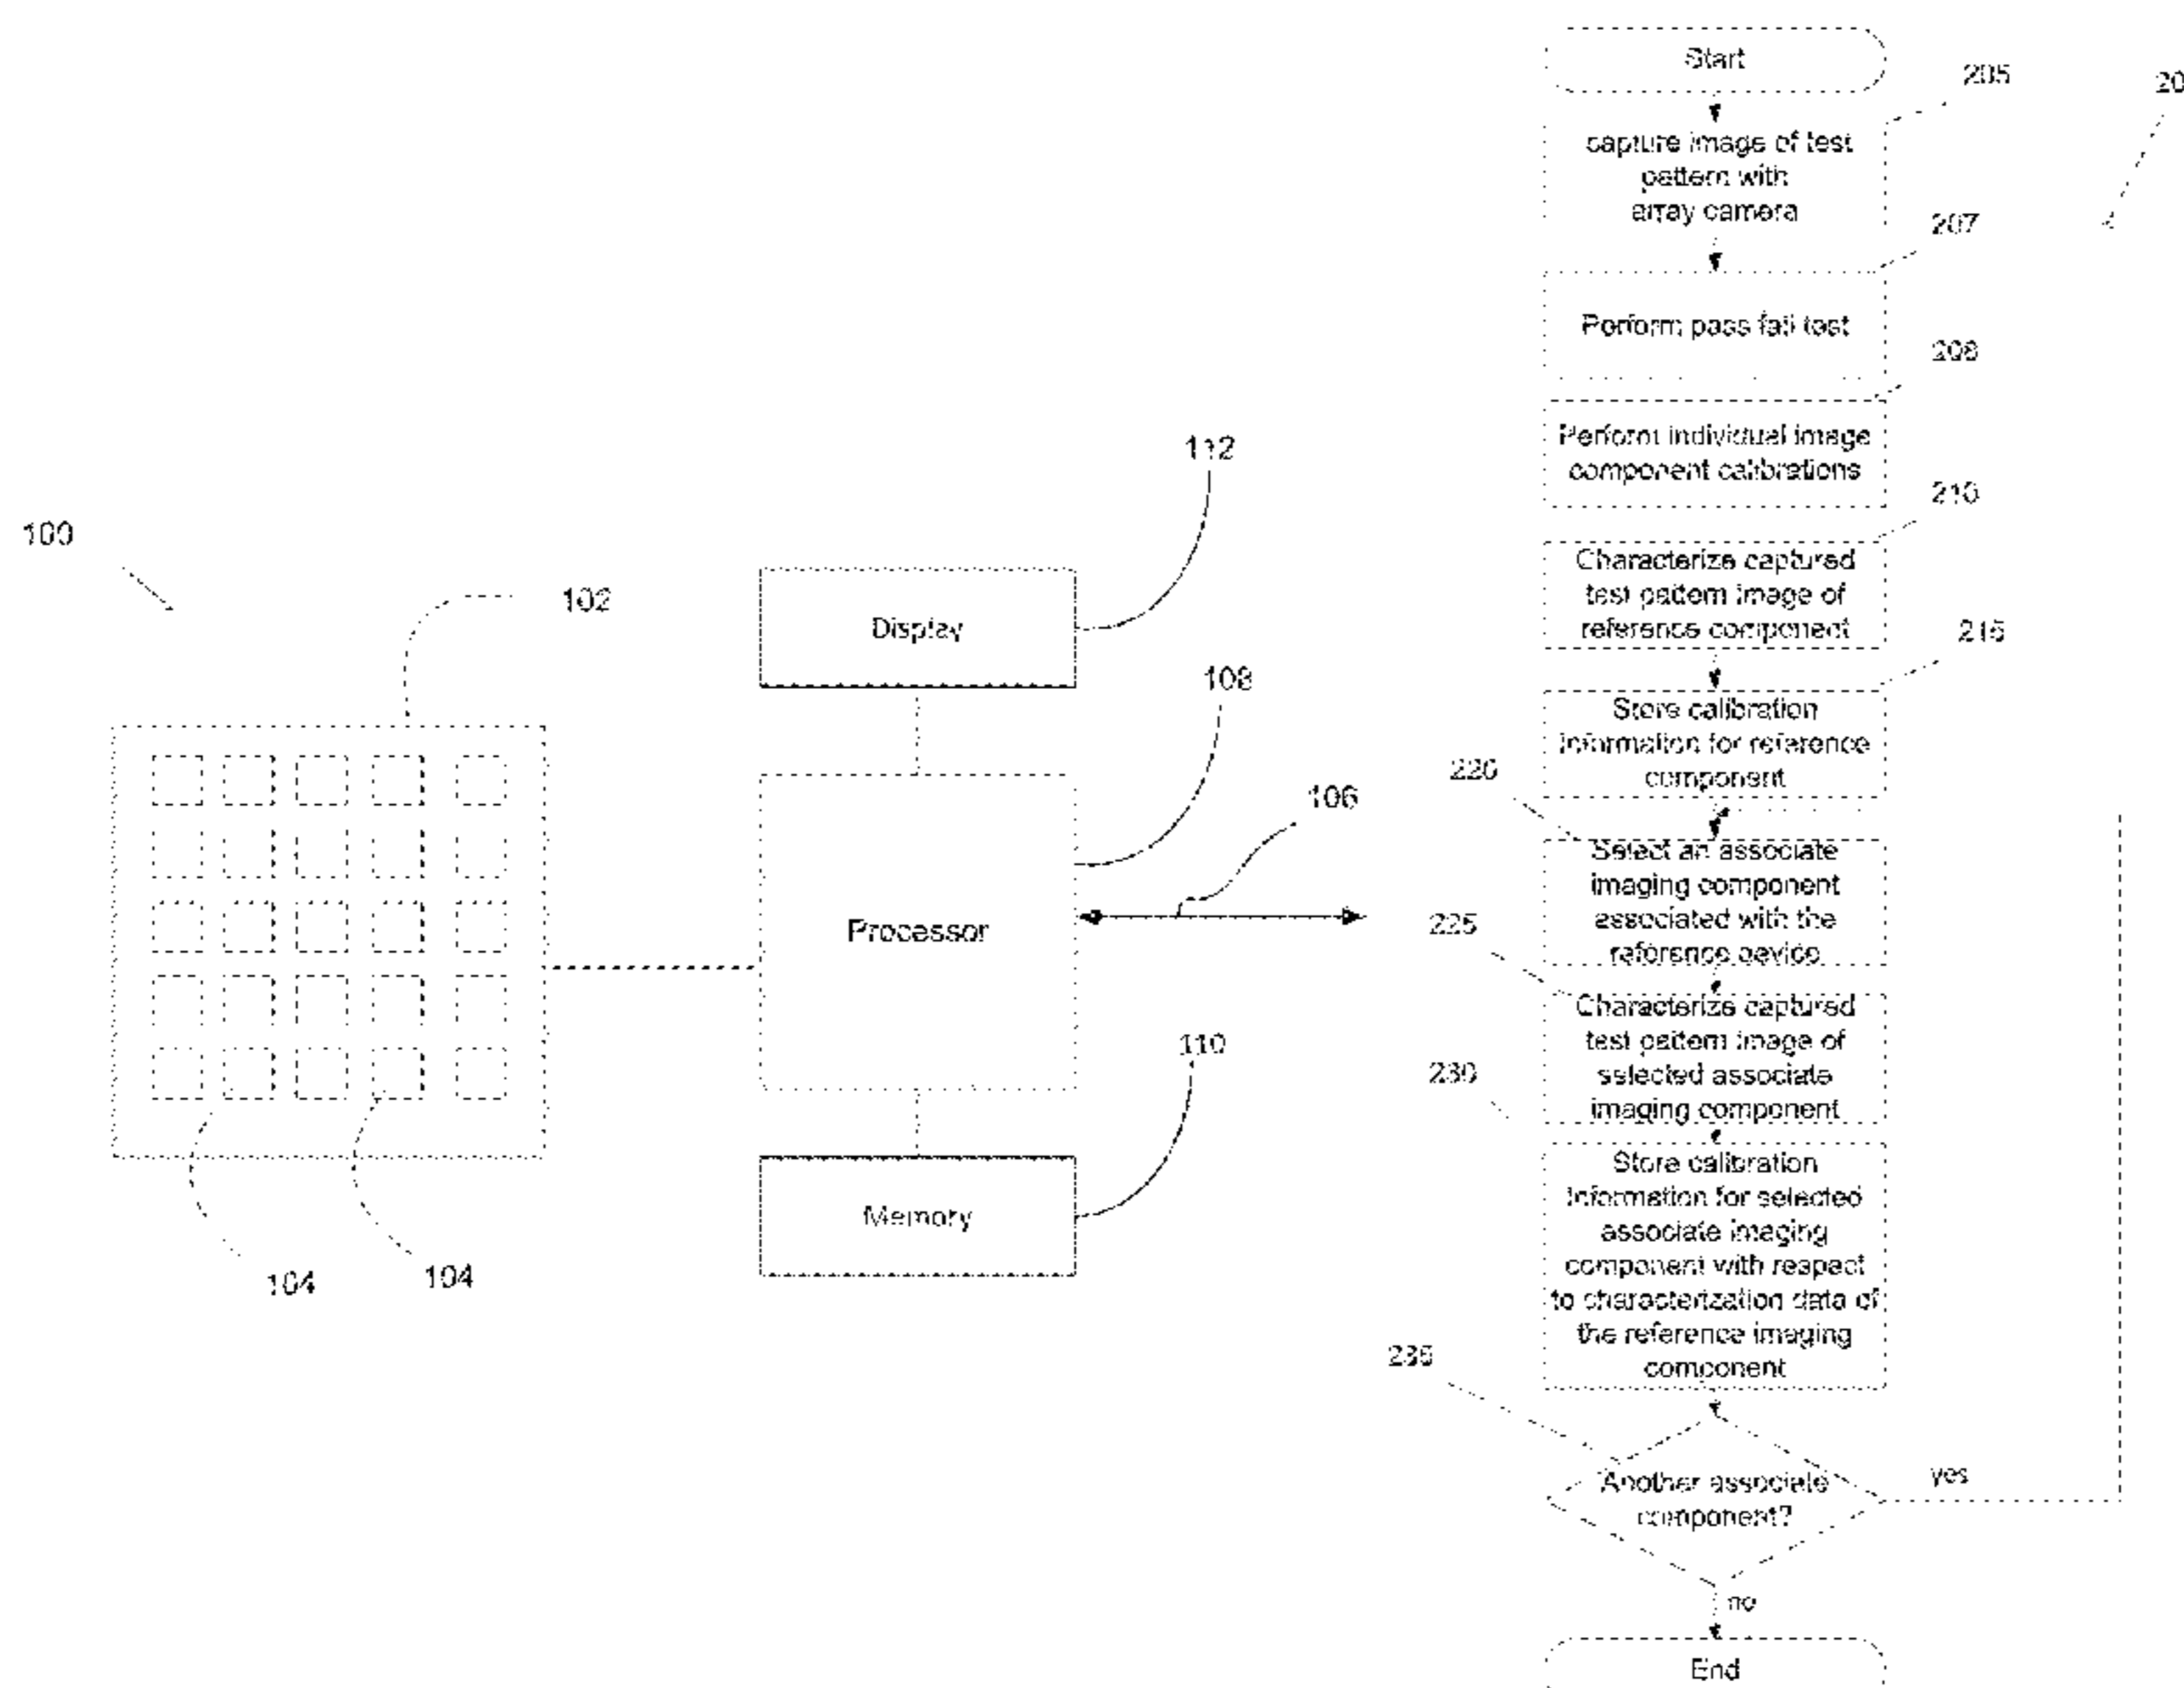 100
102
104
104
112
Display
108
Processor
106
110
Memory
Start
205
20
capture image of test
pattern with
array camera
207
Perform pass fail test
208
Perform individual image
component calibrations
210
Characterize captured
test pattern image of
reference component
215
Store calibration
information for reference
component
220
Select an associate
imaging component
associated with the
reference device
225
Characterize captured
test pattern image of
selected associate
imaging component
230
Store calibration
information for selected
associate imaging
component with respect
to characterization data of
the reference imaging
component
235
Another associate
component?
yes
no
End